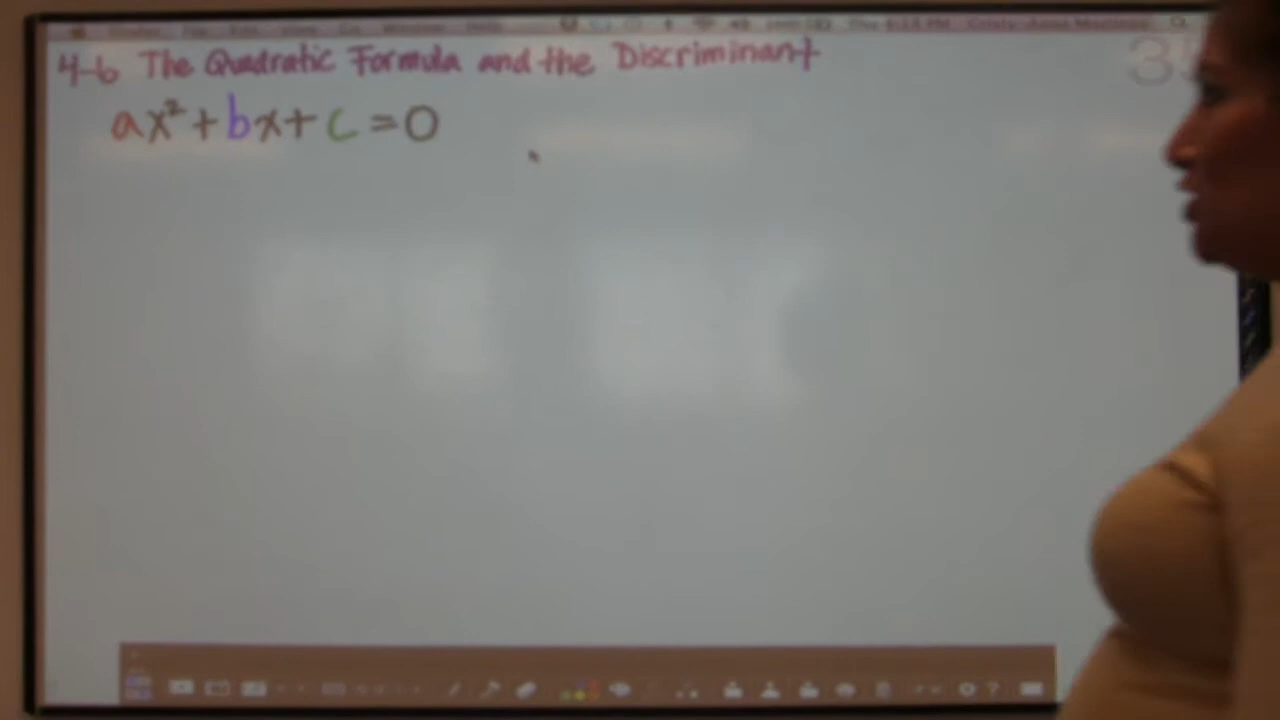 4-6 The Quadratic Formula and the Discriminant
ax² + bx + c = 0